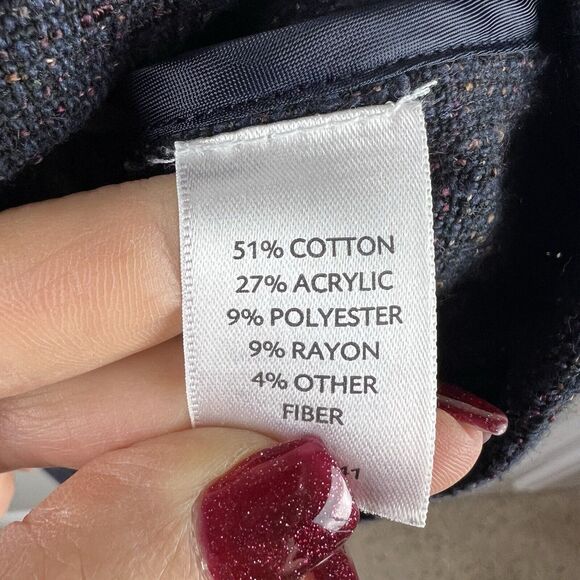 51% COTTON
27% ACRYLIC
9% POLYESTER
9% RAYON
4% OTHER
FIBER